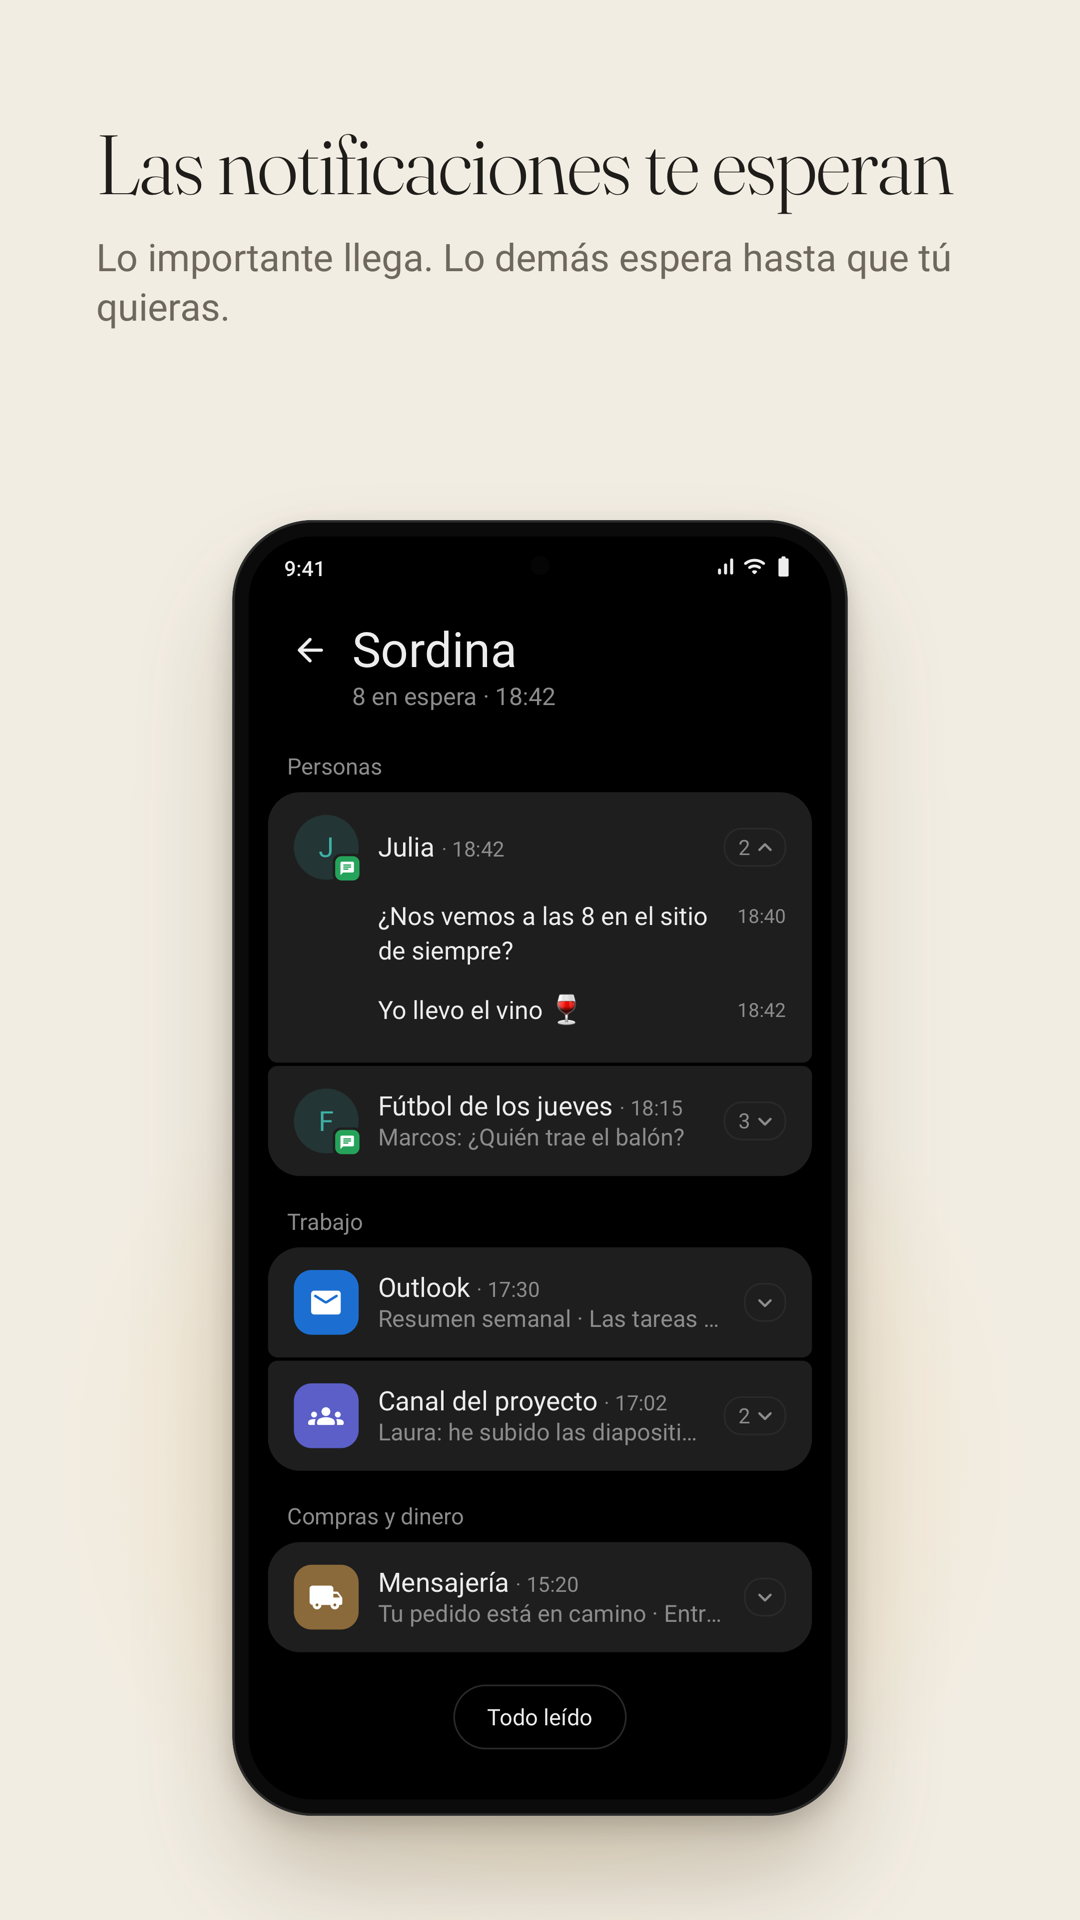 Las notificaciones te esperan
Lo importante llega. Lo demás espera hasta que tú
quieras.
9:41
Sordina
8 en espera · 18:42
Personas
J
Julia · 18:42
2
¿Nos vemos a las 8 en el sitio
de siempre?
18:40
Yo llevo el vino 🍷
18:42
F
Fútbol de los jueves · 18:15
Marcos: ¿Quién trae el balón?
3
Trabajo
Outlook · 17:30
Resumen semanal · Las tareas …
Canal del proyecto · 17:02
Laura: he subido las diapositi…
2
Compras y dinero
Mensajería · 15:20
Tu pedido está en camino · Entr…
Todo leído